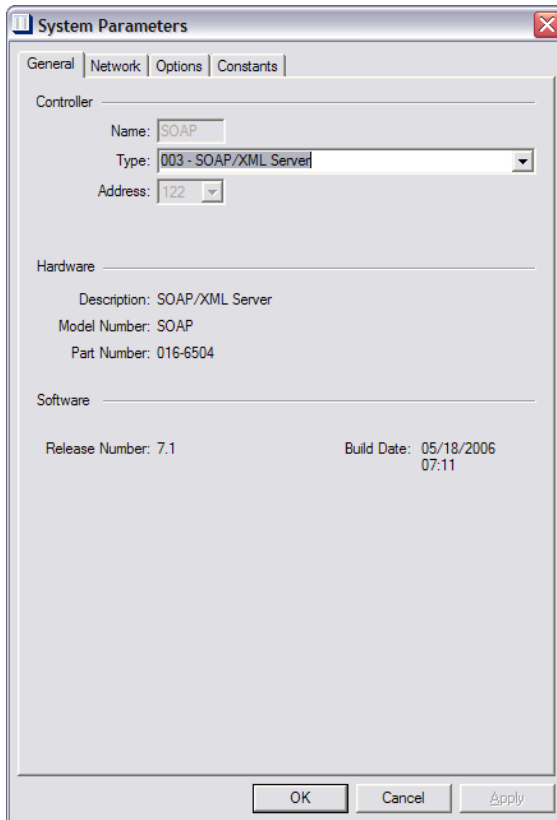 System Parameters
General Network Options Constants
Controller
Name: SOAP
Type: 003 - SOAP/XML Server
Address: 122
Hardware
Description: SOAP/XML Server
Model Number: SOAP
Part Number: 016-6504
Software
Release Number: 7.1 Build Date: 05/18/2006
07:11
OK Cancel Apply